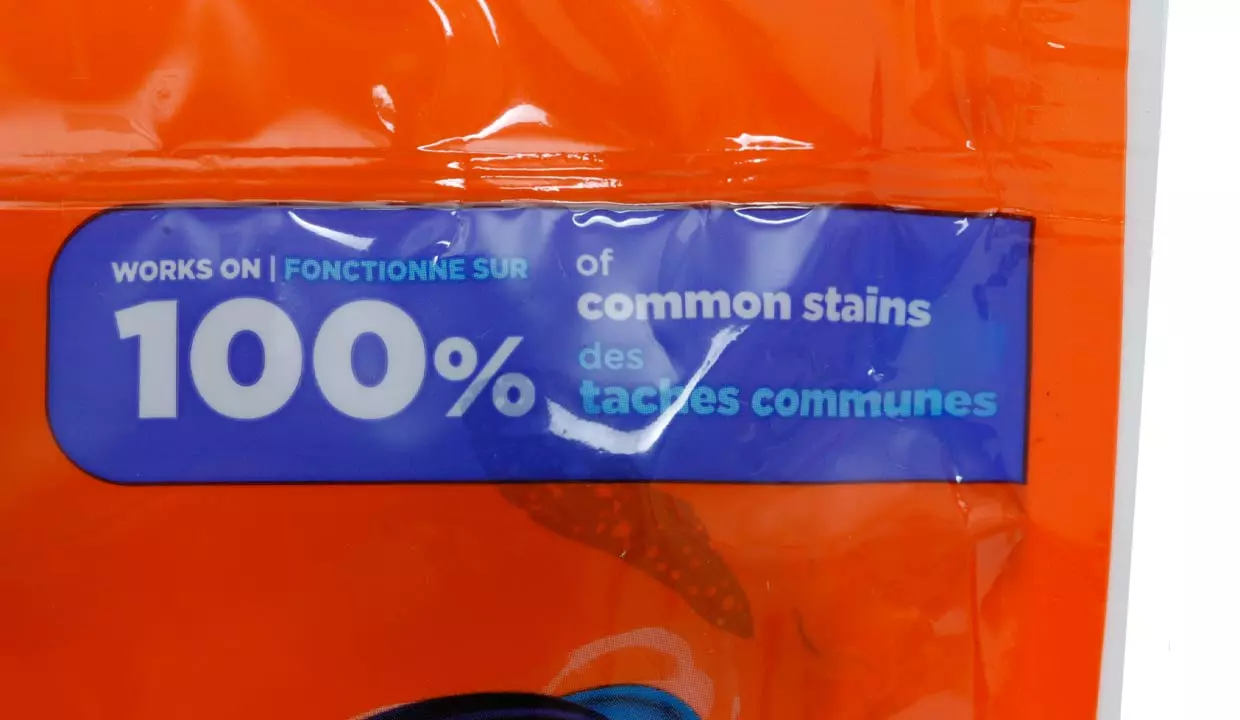 WORKS ON | FONCTIONNE SUR
100%
of
common stains
des
taches communes